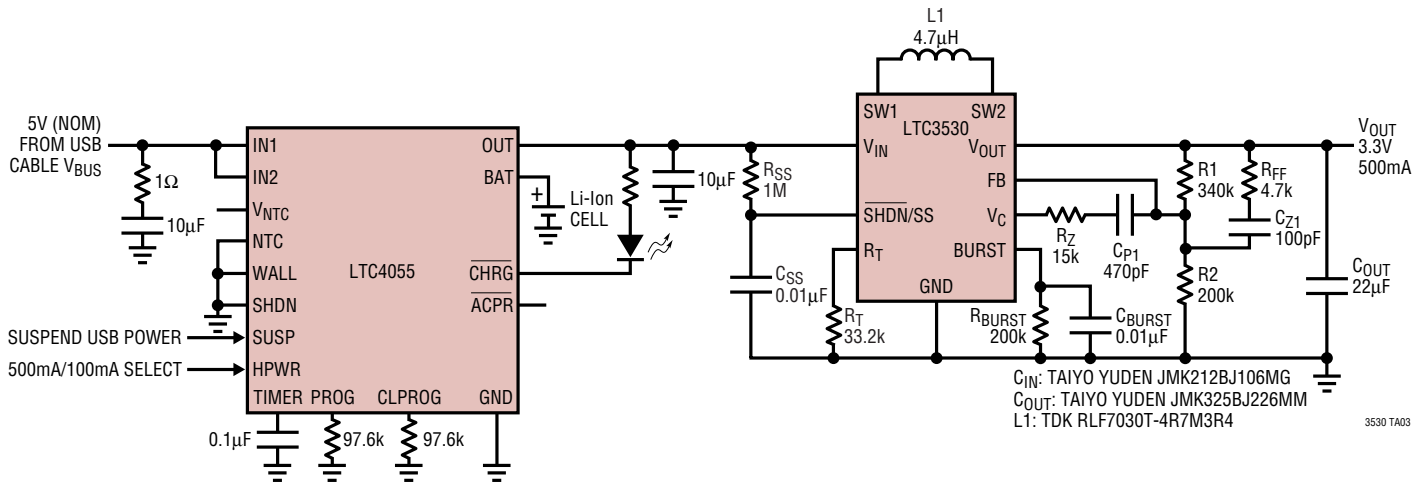 L1
4.7µH
5V (NOM)
FROM USB
CABLE VBUS
1Ω
10µF
IN1
IN2
VNTC
NTC
WALL
SHDN
SUSP
HPWR
SUSPEND USB POWER
500mA/100mA SELECT
LTC4055
OUT
BAT
CHRG
ACPR
TIMER
PROG
CLPROG
GND
0.1µF
97.6k
97.6k
+
Li-Ion
CELL
10µF
RSS
1M
CSS
0.01µF
SW1
SW2
LTC3530
VIN
VOUT
FB
SHDN/SS
VC
RT
BURST
GND
RT
33.2k
RZ
15k
CP1
470pF
RBURST
200k
CBURST
0.01µF
R1
340k
RFF
4.7k
CZ1
100pF
R2
200k
COUT
22µF
VOUT
3.3V
500mA
CIN: TAIYO YUDEN JMK212BJ106MG
COUT: TAIYO YUDEN JMK325BJ226MM
L1: TDK RLF7030T-4R7M3R4
3530 TA03